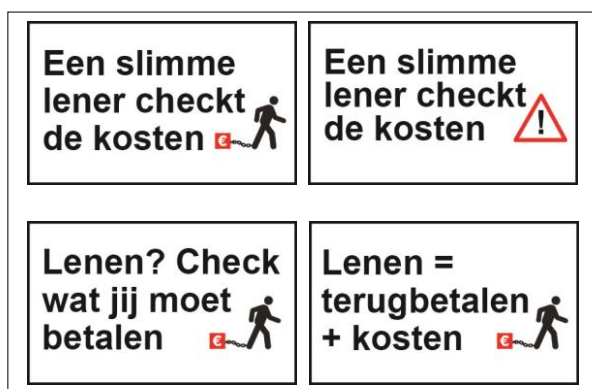 Een slimme
lener checkt
de kosten €
Een slimme
lener checkt
de kosten !
Lenen? Check
wat jij moet
betalen €
Lenen =
terugbetalen
+ kosten €